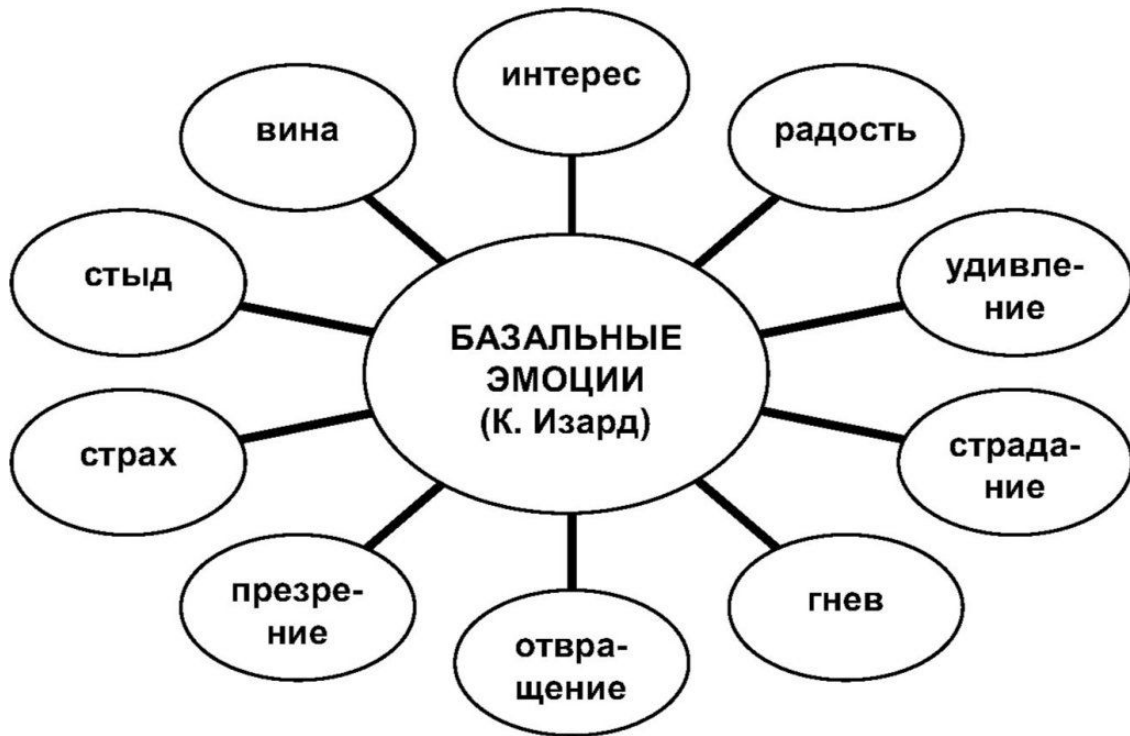 интерес
радость
удивле-
ние
страда-
ние
гнев
отвра-
щение
презре-
ние
страх
стыд
вина
БАЗАЛЬНЫЕ
ЭМОЦИИ
(К. Изард)